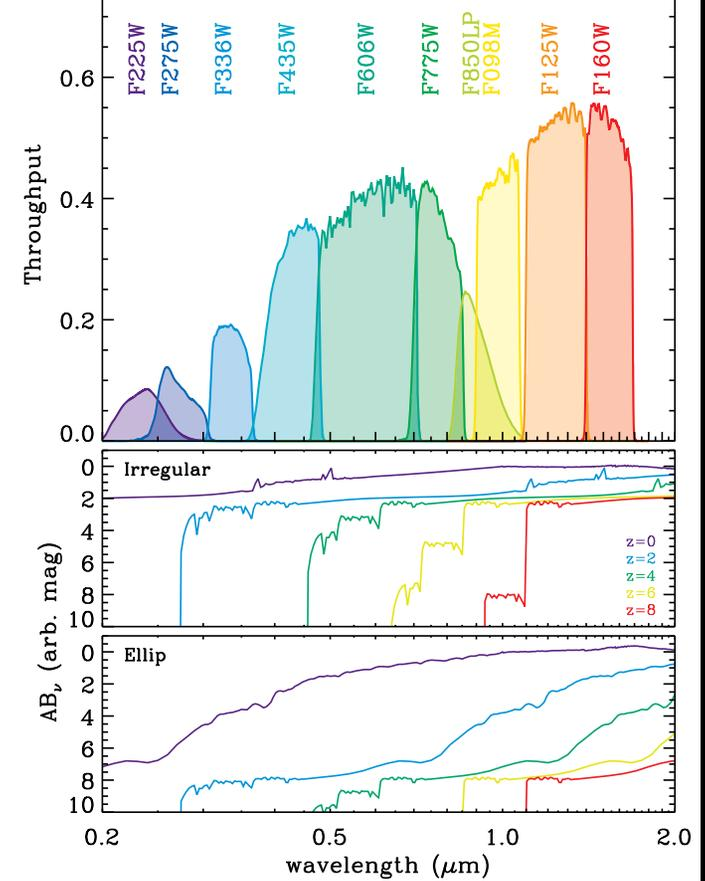 F225W
F275W
F336W
F435W
F606W
F775W
F850LP
F098M
F125W
F160W
Throughput
0.6
0.4
0.2
0.0
Irregular
0
2
4
6
8
10
z=0
z=2
z=4
z=6
z=8
ABν (arb. mag)
Ellip
0
2
4
6
8
10
0.2 0.5 1.0 2.0
wavelength (μm)